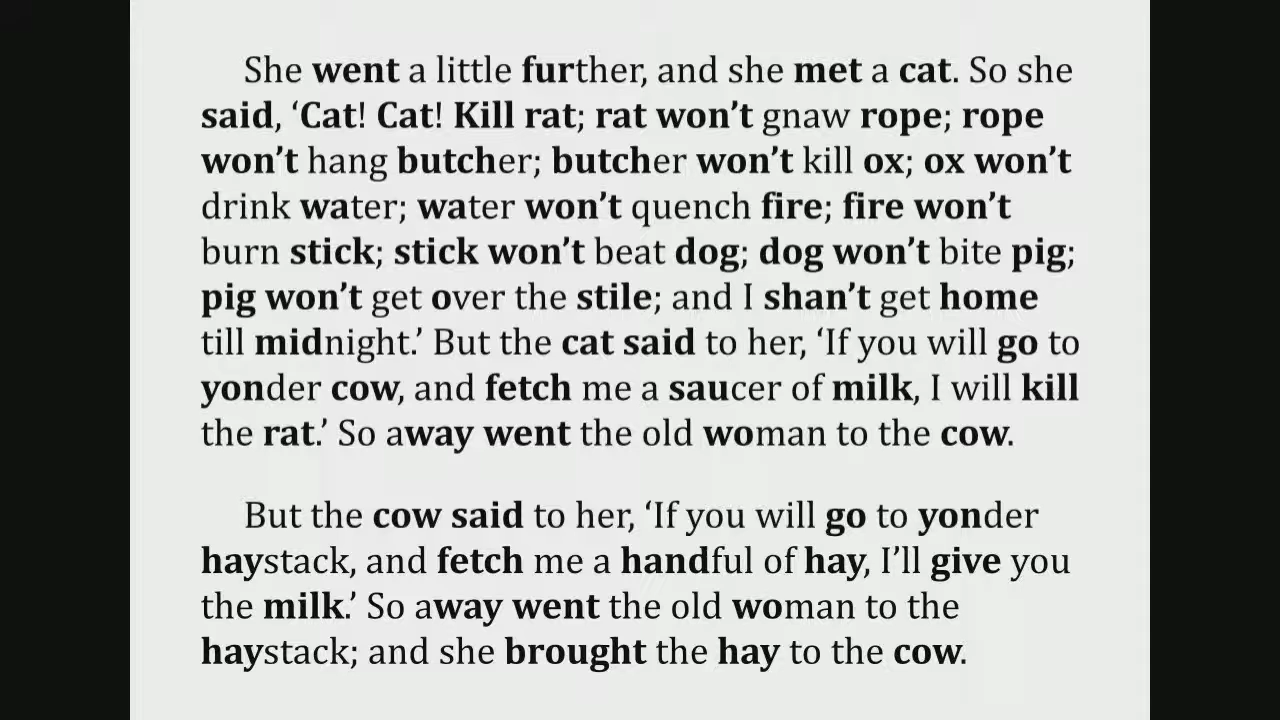 She went a little further, and she met a cat. So she
said, ‘Cat! Cat! Kill rat; rat won’t gnaw rope; rope
won’t hang butcher; butcher won’t kill ox; ox won’t
drink water; water won’t quench fire; fire won’t
burn stick; stick won’t beat dog; dog won’t bite pig;
pig won’t get over the stile; and I shan’t get home
till midnight.’ But the cat said to her, ‘If you will go to
yonder cow, and fetch me a saucer of milk, I will kill
the rat.’ So away went the old woman to the cow.
But the cow said to her, ‘If you will go to yonder
haystack, and fetch me a handful of hay, I’ll give you
the milk.’ So away went the old woman to the
haystack; and she brought the hay to the cow.